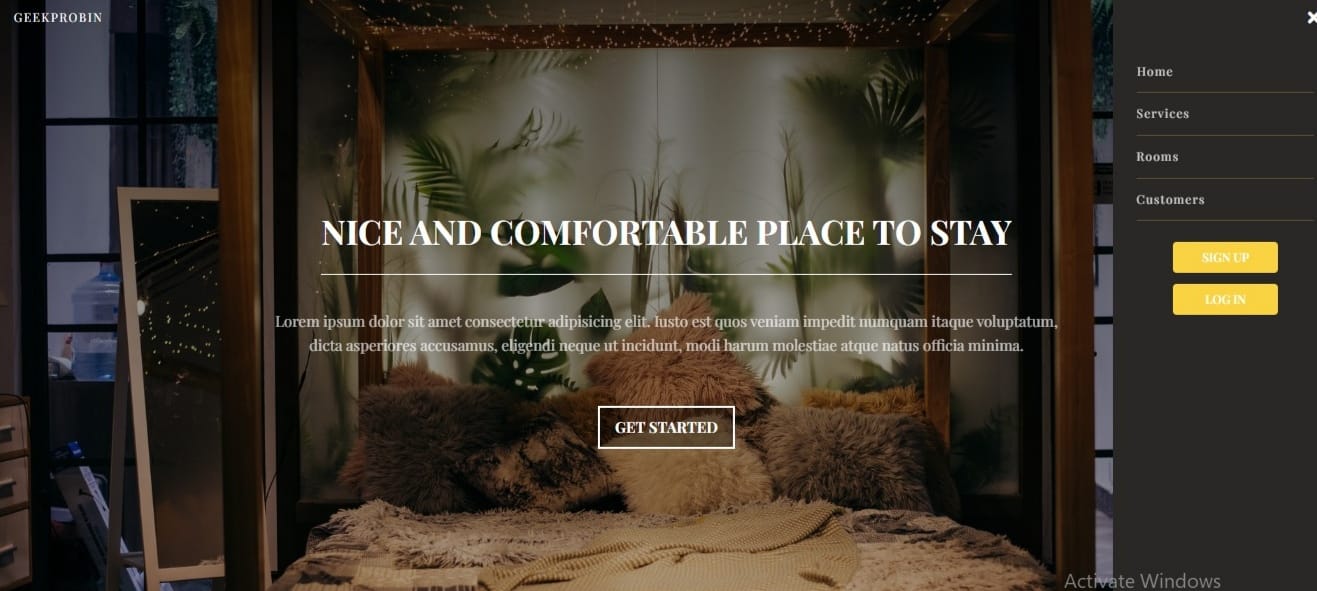 GEEKPROBIN
Home
Services
Rooms
Customers
SIGN UP
LOG IN
NICE AND COMFORTABLE PLACE TO STAY
Lorem ipsum dolor sit amet consectetur adipisicing elit. Iusto est quos veniam impedit numquam itaque voluptatum,
dicta asperiores accusamus, eligendi neque ut incidunt, modi harum molestiae atque natus officia minima.
GET STARTED
Activate Windows